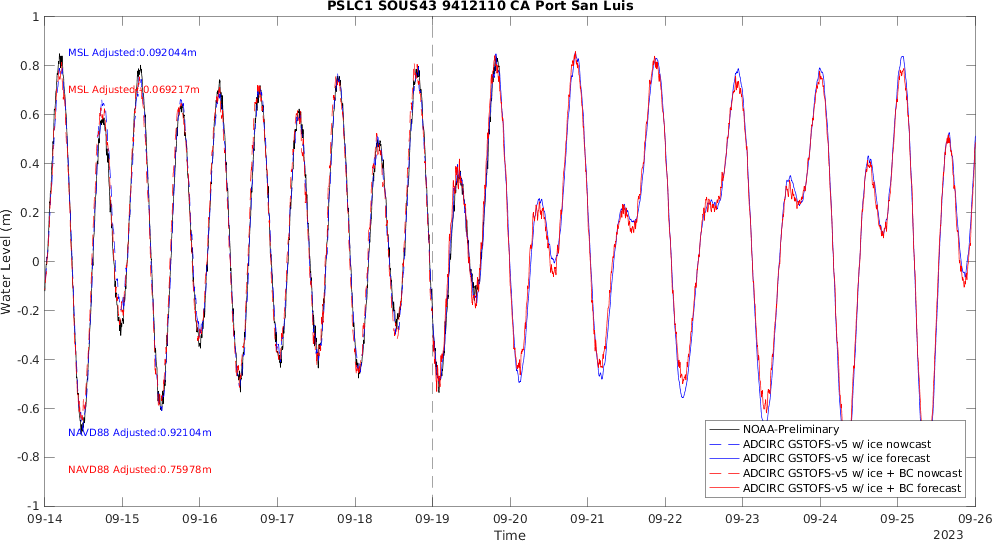 PSLC1 SOUS43 9412110 CA Port San Luis
1
0.8
0.6
0.4
0.2
0
-0.2
-0.4
-0.6
-0.8
-1
Water Level (m)
MSL Adjusted:0.092044m
MSL Adjusted:-0.069217m
NAVD88 Adjusted:0.92104m
NAVD88 Adjusted:0.75978m
NOAA-Preliminary
ADCIRC GSTOFS-v5 w/ ice nowcast
ADCIRC GSTOFS-v5 w/ ice forecast
ADCIRC GSTOFS-v5 w/ ice + BC nowcast
ADCIRC GSTOFS-v5 w/ ice + BC forecast
09-14 09-15 09-16 09-17 09-18 09-19 09-20 09-21 09-22 09-23 09-24 09-25 09-26
Time
2023